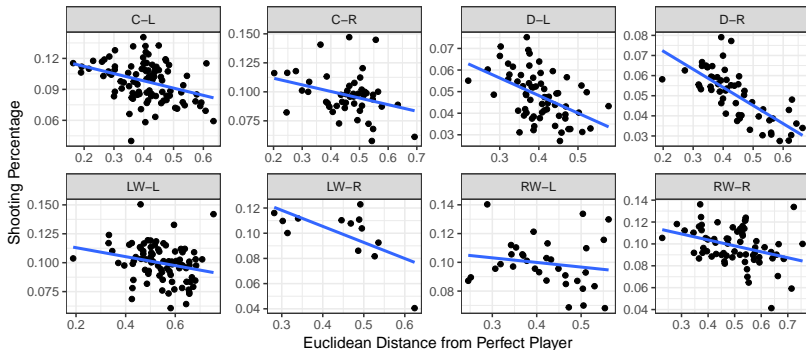 C−L
C−R
D−L
D−R
0.12
0.09
0.06
0.150
0.125
0.100
0.075
0.07
0.06
0.05
0.04
0.03
0.08
0.07
0.06
0.05
0.04
0.03
0.2 0.3 0.4 0.5 0.6
0.2 0.3 0.4 0.5 0.6 0.7
0.3 0.4 0.5
0.2 0.3 0.4 0.5 0.6
LW−L
LW−R
RW−L
RW−R
0.150
0.125
0.100
0.075
0.12
0.10
0.08
0.06
0.04
0.14
0.12
0.10
0.08
0.14
0.12
0.10
0.08
0.06
0.04
0.2 0.4 0.6
0.3 0.4 0.5 0.6
0.3 0.4 0.5
0.3 0.4 0.5 0.6 0.7
Shooting Percentage
Euclidean Distance from Perfect Player